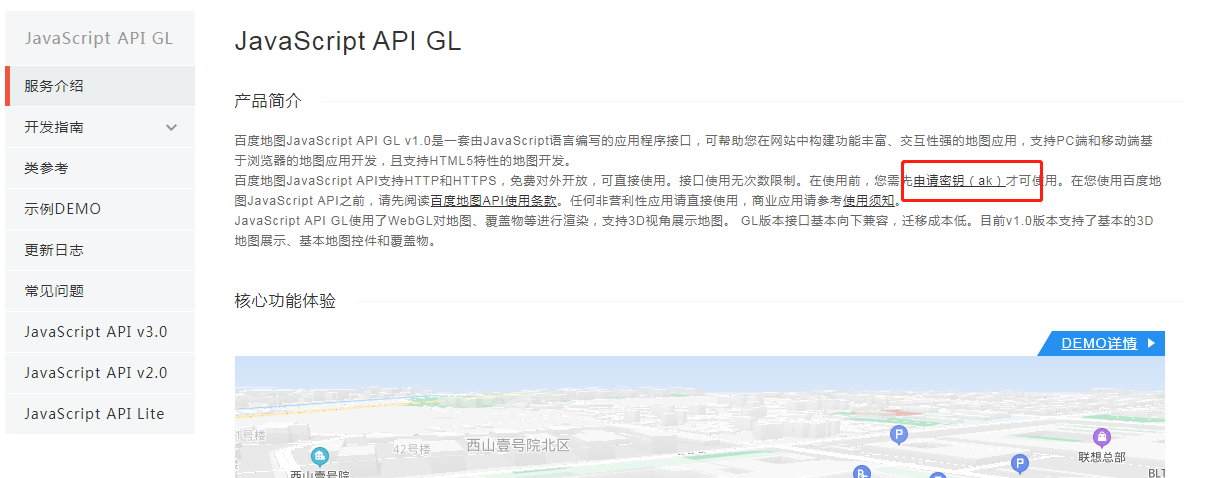 JavaScript API GL
服务介绍
开发指南
类参考
示例DEMO
更新日志
常见问题
JavaScript API v3.0
JavaScript API v2.0
JavaScript API Lite
JavaScript API GL
产品简介
百度地图JavaScript API GL v1.0是一套由JavaScript语言编写的应用程序接口，可帮助您在网站中构建功能丰富、交互性强的地图应用，支持PC端和移动端基
于浏览器的地图应用开发，且支持HTML5特性的地图开发。
百度地图JavaScript API支持HTTP和HTTPS，免费对外开放，可直接使用。接口使用无次数限制。在使用前，您需先申请密钥（ak）才可使用。在您使用百度地
图JavaScript API之前，请先阅读百度地图API使用条款。任何非营利性应用请直接使用，商业应用请参考使用须知。
JavaScript API GL使用了WebGL对地图、覆盖物等进行渲染，支持3D视角展示地图。 GL版本接口基本向下兼容，迁移成本低。目前v1.0版本支持了基本的3D
地图展示、基本地图控件和覆盖物。
核心功能体验
DEMO详情
P
1号楼
42号楼
西山壹号院北区
联想总部
西山壹号院
P
P
BLT